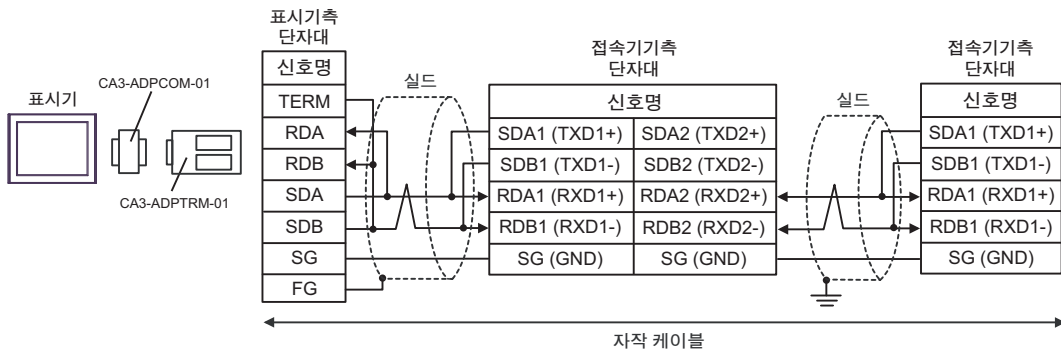 표시기
CA3-ADPCOM-01
CA3-ADPTRM-01
표시기측
단자대
신호명
TERM
RDA
RDB
SDA
SDB
SG
FG
실드
접속기기측
단자대
신호명
SDA1 (TXD1+) SDA2 (TXD2+)
SDB1 (TXD1-) SDB2 (TXD2-)
RDA1 (RXD1+) RDA2 (RXD2+)
RDB1 (RXD1-) RDB2 (RXD2-)
SG (GND) SG (GND)
실드
접속기기측
단자대
신호명
SDA1 (TXD1+)
SDB1 (TXD1-)
RDA1 (RXD1+)
RDB1 (RXD1-)
SG (GND)
자작 케이블